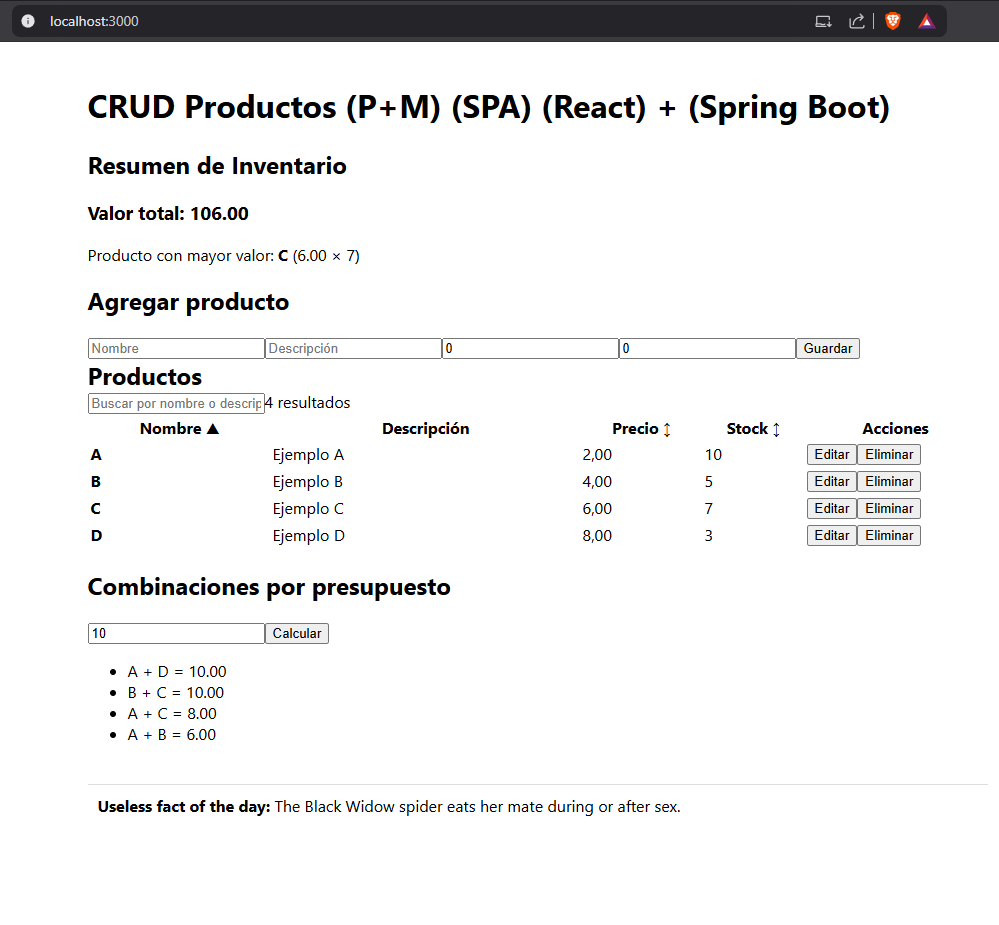 localhost:3000
CRUD Productos (P+M) (SPA) (React) + (Spring Boot)
Resumen de Inventario
Valor total: 106.00
Producto con mayor valor: C (6.00 × 7)
Agregar producto
Nombre Descripción 0 0 Guardar
Productos
Buscar por nombre o descrip 4 resultados
Nombre ▲ Descripción Precio ↕ Stock ↕ Acciones
A Ejemplo A 2,00 10 Editar Eliminar
B Ejemplo B 4,00 5 Editar Eliminar
C Ejemplo C 6,00 7 Editar Eliminar
D Ejemplo D 8,00 3 Editar Eliminar
Combinaciones por presupuesto
10 Calcular
• A + D = 10.00
• B + C = 10.00
• A + C = 8.00
• A + B = 6.00
Useless fact of the day: The Black Widow spider eats her mate during or after sex.